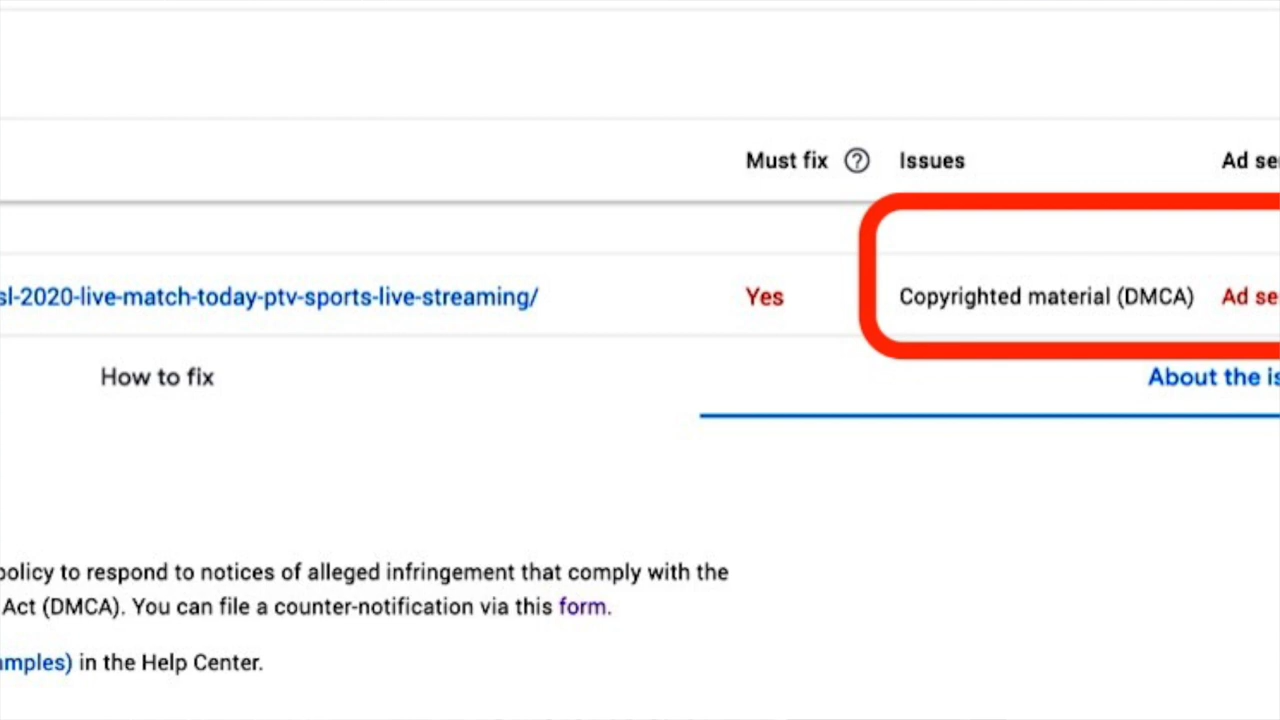 Must fix ? Issues Ad se
sl-2020-live-match-today-ptv-sports-live-streaming/ Yes Copyrighted material (DMCA) Ad se
How to fix About the is
policy to respond to notices of alleged infringement that comply with the
Act (DMCA). You can file a counter-notification via this form.
amples) in the Help Center.